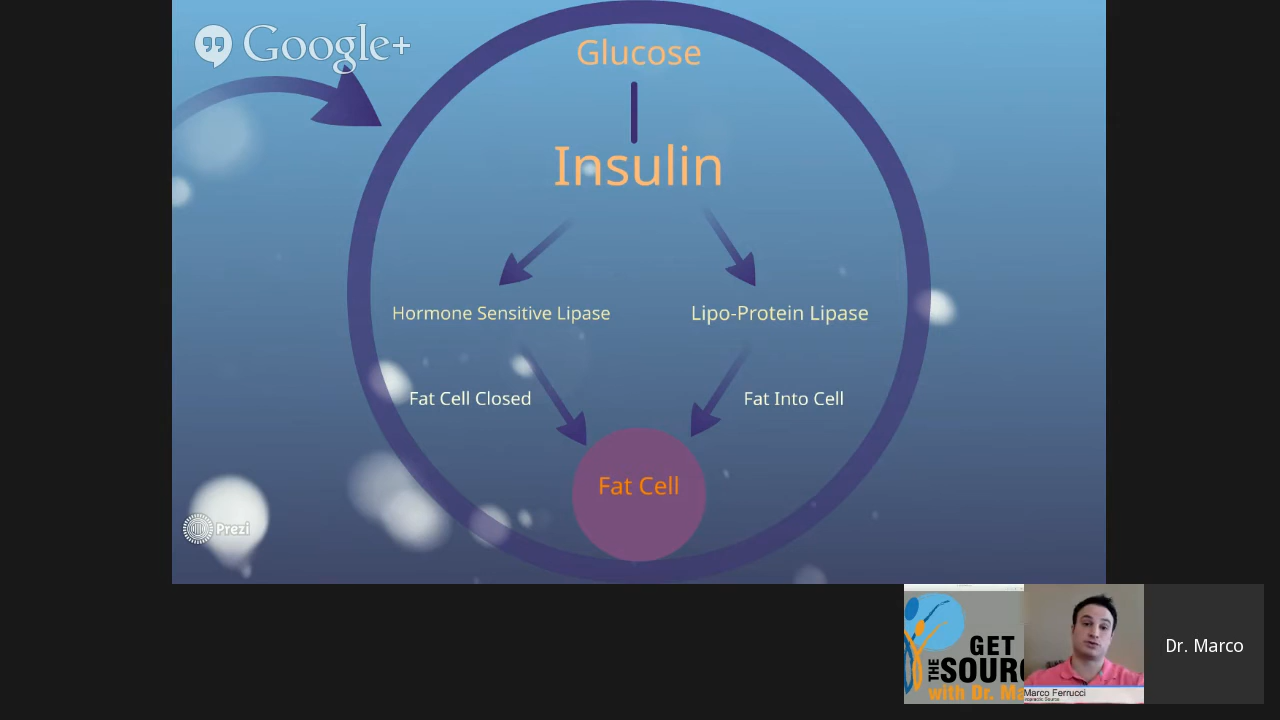 Google+
Glucose
Insulin
Hormone Sensitive Lipase
Lipo-Protein Lipase
Fat Cell Closed
Fat Into Cell
Fat Cell
Prezi
GET
THE
SOUR
with Dr. Ma
Marco Ferrucci
Dr. Marco